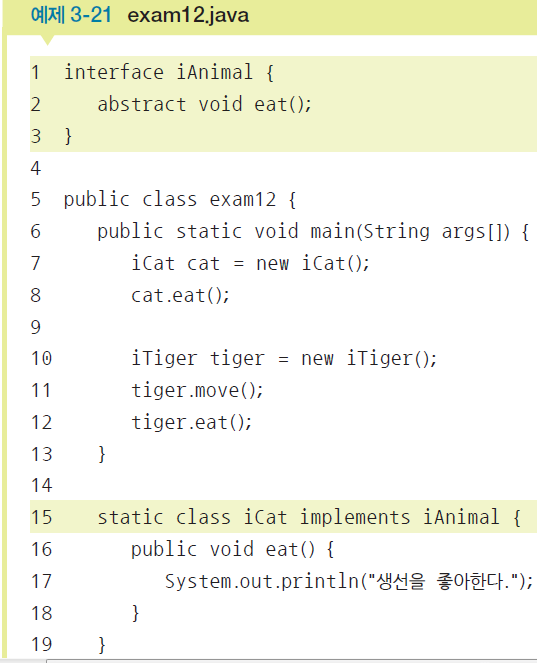 예제 3-21 exam12.java
1 interface iAnimal {
2 abstract void eat();
3 }
4
5 public class exam12 {
6 public static void main(String args[]) {
7 iCat cat = new iCat();
8 cat.eat();
9
10 iTiger tiger = new iTiger();
11 tiger.move();
12 tiger.eat();
13 }
14
15 static class iCat implements iAnimal {
16 public void eat() {
17 System.out.println("생선을 좋아한다.");
18 }
19 }